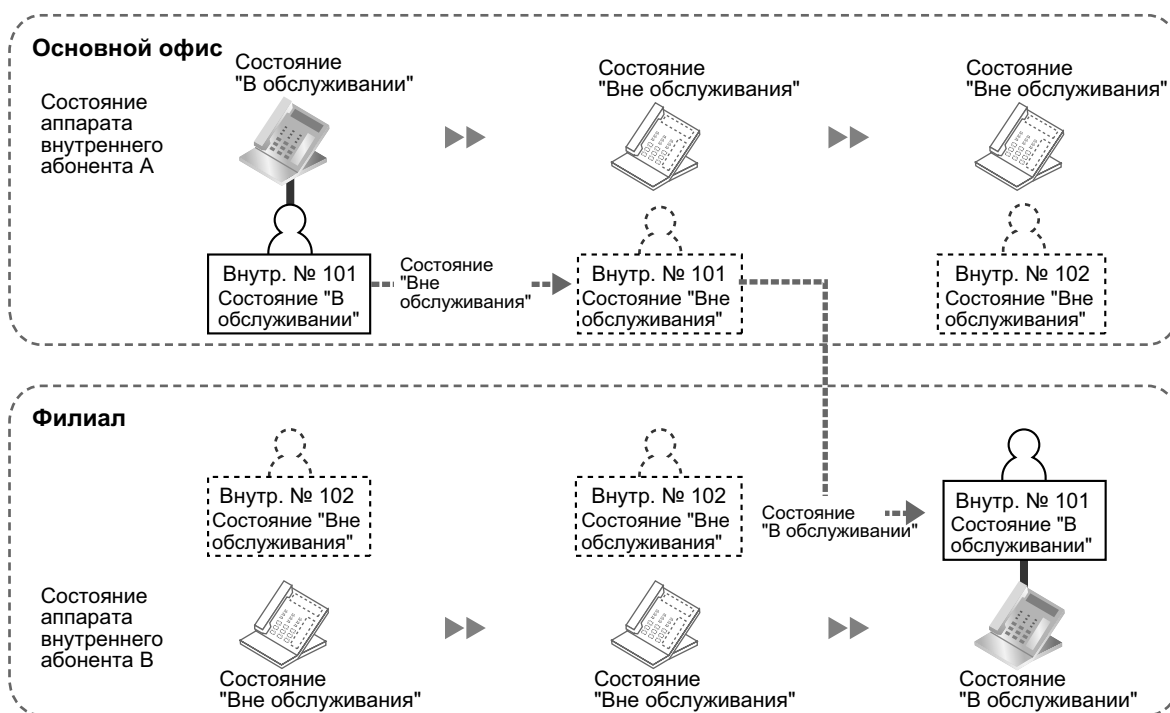 Основной офис
Состояние
"В обслуживании"
Состояние
"Вне обслуживания"
Состояние
"Вне обслуживания"
Состояние
аппарата
внутреннего
абонента A
Внутр. № 101
Состояние "В
обслуживании"
Состояние
"Вне
обслуживания"
Внутр. № 101
Состояние "Вне
обслуживания"
Внутр. № 102
Состояние "Вне
обслуживания"
Филиал
Внутр. № 102
Состояние "Вне
обслуживания"
Внутр. № 102
Состояние "Вне
обслуживания"
Состояние
"В обслуживании"
Внутр. № 101
Состояние "В
обслуживании"
Состояние
аппарата
внутреннего
абонента B
Состояние
"Вне обслуживания"
Состояние
"Вне обслуживания"
Состояние
"В обслуживании"